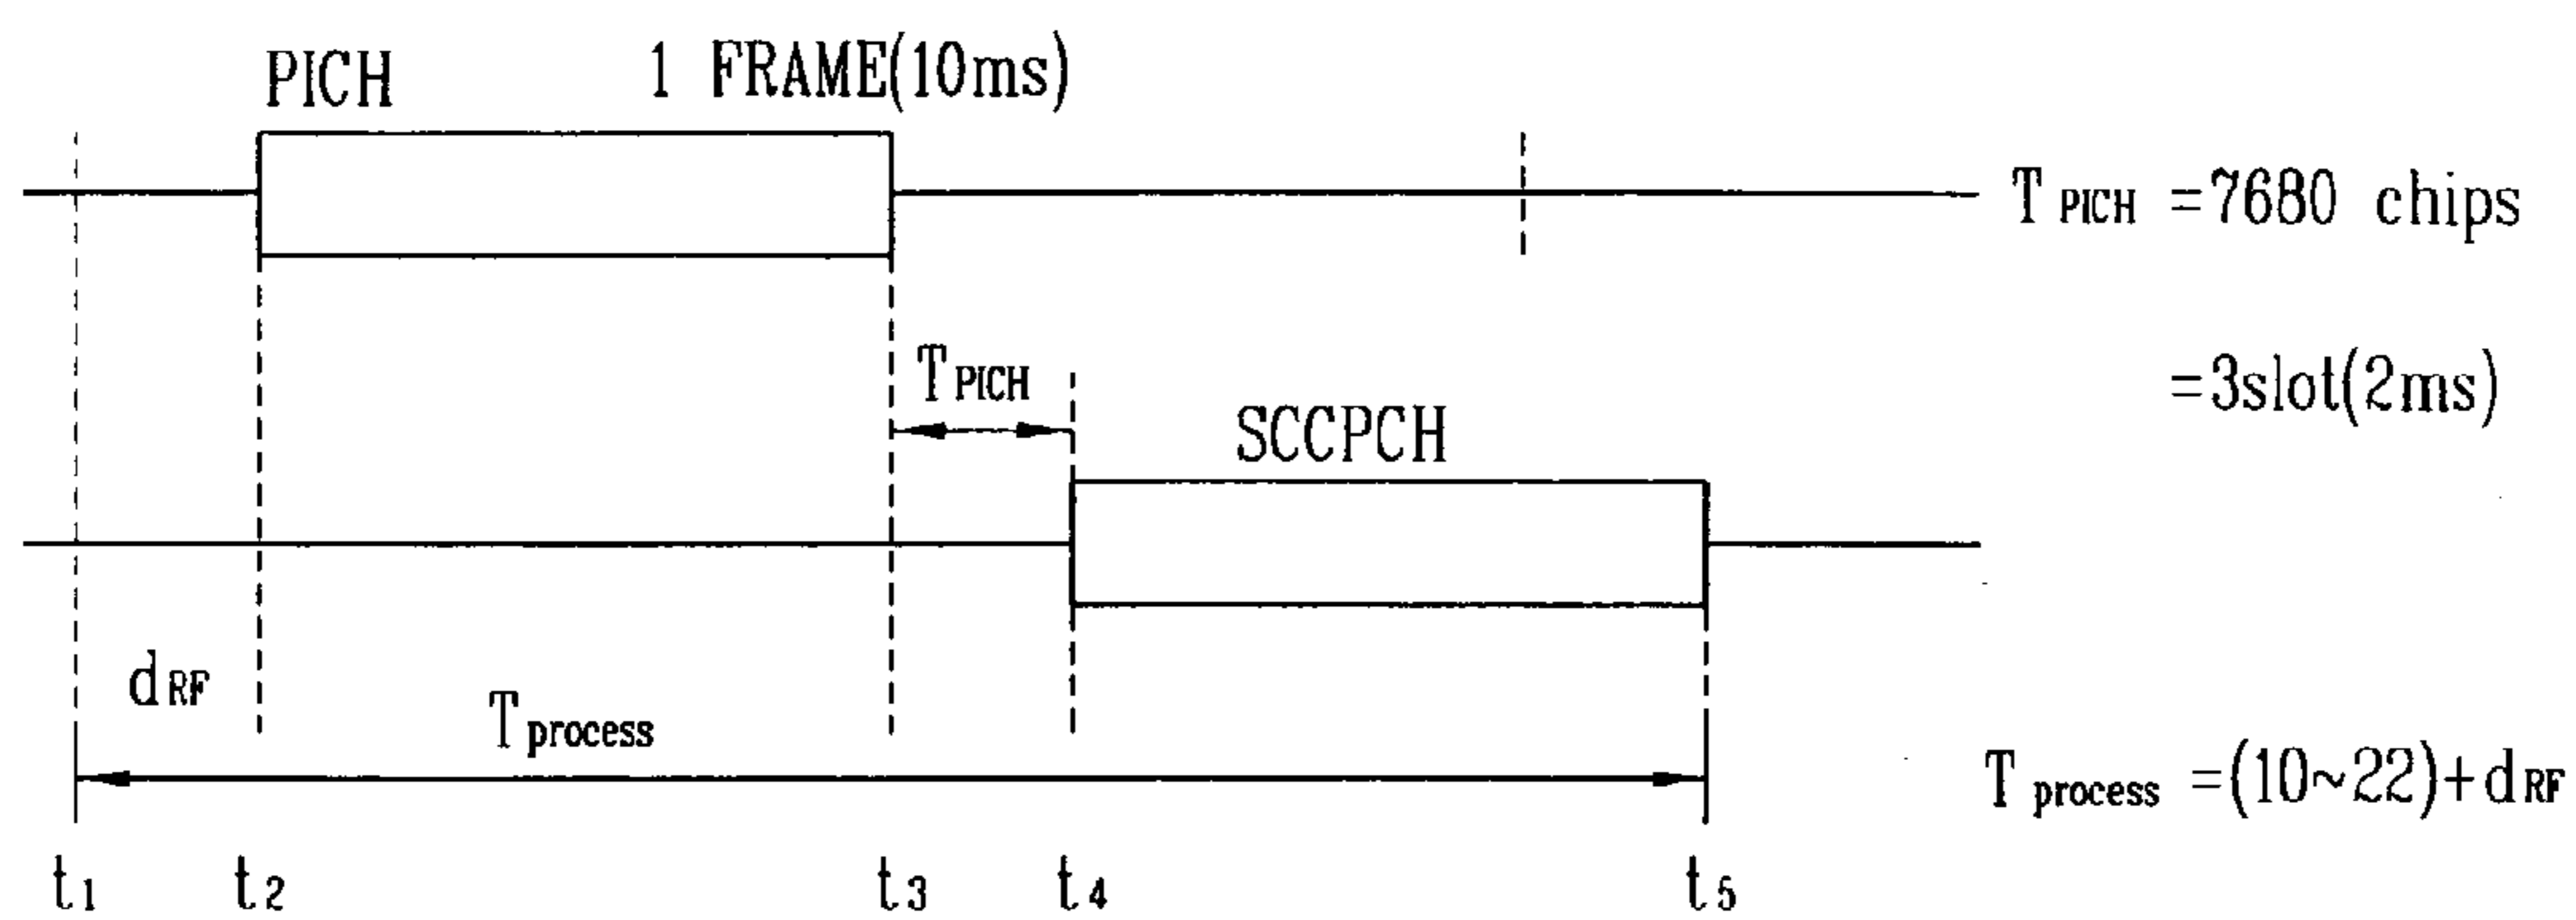 PICH 1 FRAME(10ms)
T PICH =7680 chips
T PICH
=3slot(2ms)
SCCPCH
d RF
T process
T process =(10~22)+d RF
t1 t2 t3 t4 t5